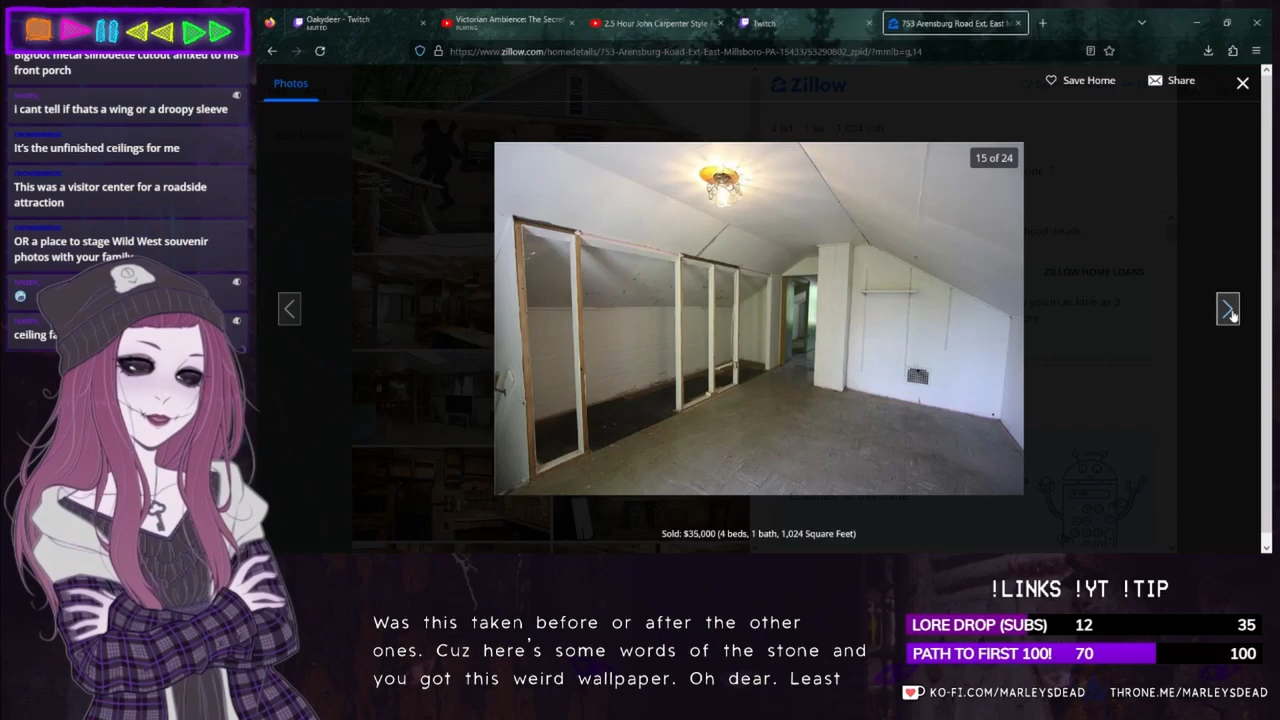 Oakydeer - Twitch
MUTED
Victorian Ambience: The Secret
PLAYING
2.5 Hour John Carpenter Style
Twitch
753 Arensburg Road Ext, East M
https://www.zillow.com/homedetails/753-Arensburg-Road-Ext-East-Millsboro-PA-15433/53290802_zpid/?mmlb=g,14
Bigfoot metal silhouette cutout affixed to his
front porch
i cant tell if thats a wing or a droopy sleeve
It's the unfinished ceilings for me
This was a visitor center for a roadside
attraction
OR a place to stage Wild West souvenir
photos with your family
ceiling fa
Photos
Zillow
Save Home
Share
15 of 24
ZILLOW HOME LOANS
Sold: $35,000 (4 beds, 1 bath, 1,024 Square Feet)
Was this taken before or after the other
ones. Cuz here's some words of the stone and
you got this weird wallpaper. Oh dear. Least
!LINKS !YT !TIP
LORE DROP (SUBS) 12 35
PATH TO FIRST 100! 70 100
KO-FI.COM/MARLEYSDEAD
THRONE.ME/MARLEYSDEAD